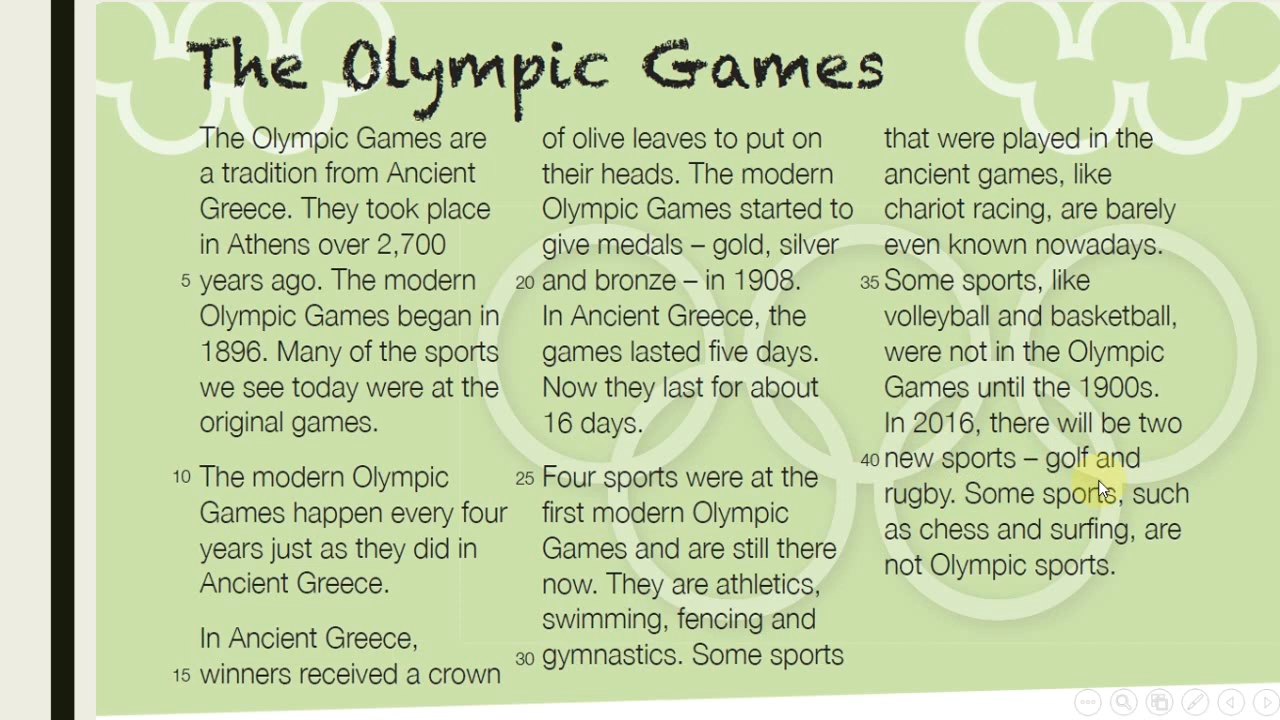 The Olympic Games
The Olympic Games are
a tradition from Ancient
Greece. They took place
in Athens over 2,700
5 years ago. The modern
Olympic Games began in
1896. Many of the sports
we see today were at the
original games.
10 The modern Olympic
Games happen every four
years just as they did in
Ancient Greece.
In Ancient Greece,
15 winners received a crown
of olive leaves to put on
their heads. The modern
Olympic Games started to
give medals – gold, silver
20 and bronze – in 1908.
In Ancient Greece, the
games lasted five days.
Now they last for about
16 days.
25 Four sports were at the
first modern Olympic
Games and are still there
now. They are athletics,
swimming, fencing and
30 gymnastics. Some sports
that were played in the
ancient games, like
chariot racing, are barely
even known nowadays.
35 Some sports, like
volleyball and basketball,
were not in the Olympic
Games until the 1900s.
In 2016, there will be two
40 new sports – golf and
rugby. Some sports, such
as chess and surfing, are
not Olympic sports.